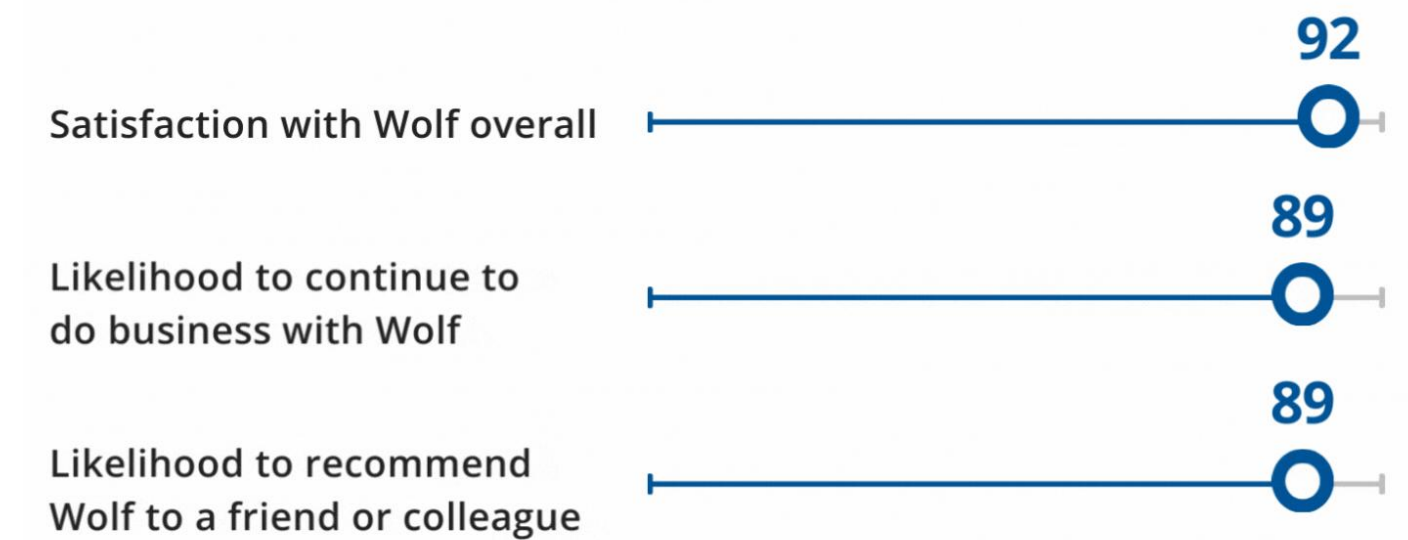 92
Satisfaction with Wolf overall
89
Likelihood to continue to
do business with Wolf
89
Likelihood to recommend
Wolf to a friend or colleague